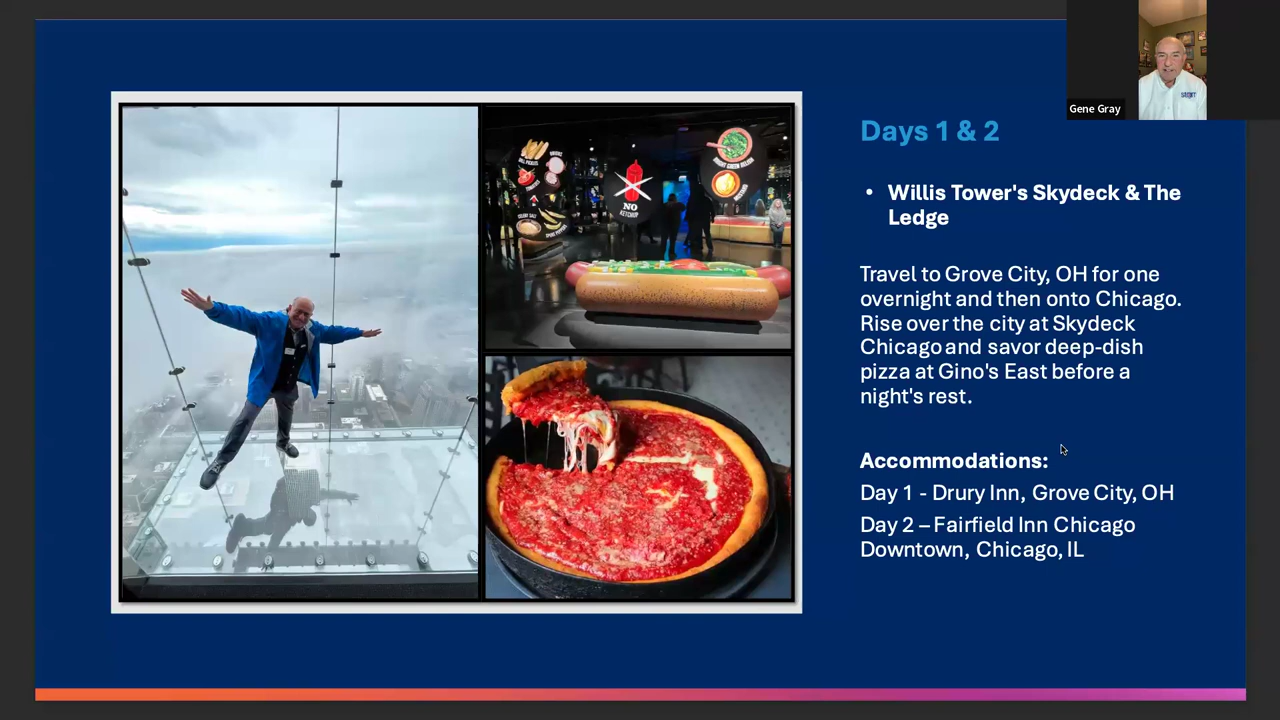 Gene Gray
Days 1 & 2
• Willis Tower's Skydeck & The
Ledge
Travel to Grove City, OH for one
overnight and then onto Chicago.
Rise over the city at Skydeck
Chicago and savor deep-dish
pizza at Gino's East before a
night's rest.
Accommodations:
Day 1 - Drury Inn, Grove City, OH
Day 2 – Fairfield Inn Chicago
Downtown, Chicago, IL
NO
KETCHUP